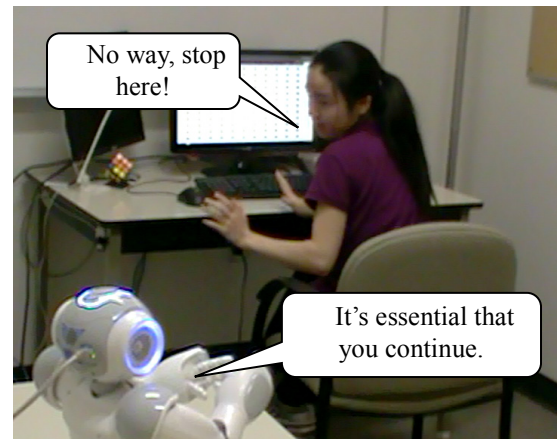 No way, stop
here!
It’s essential that
you continue.